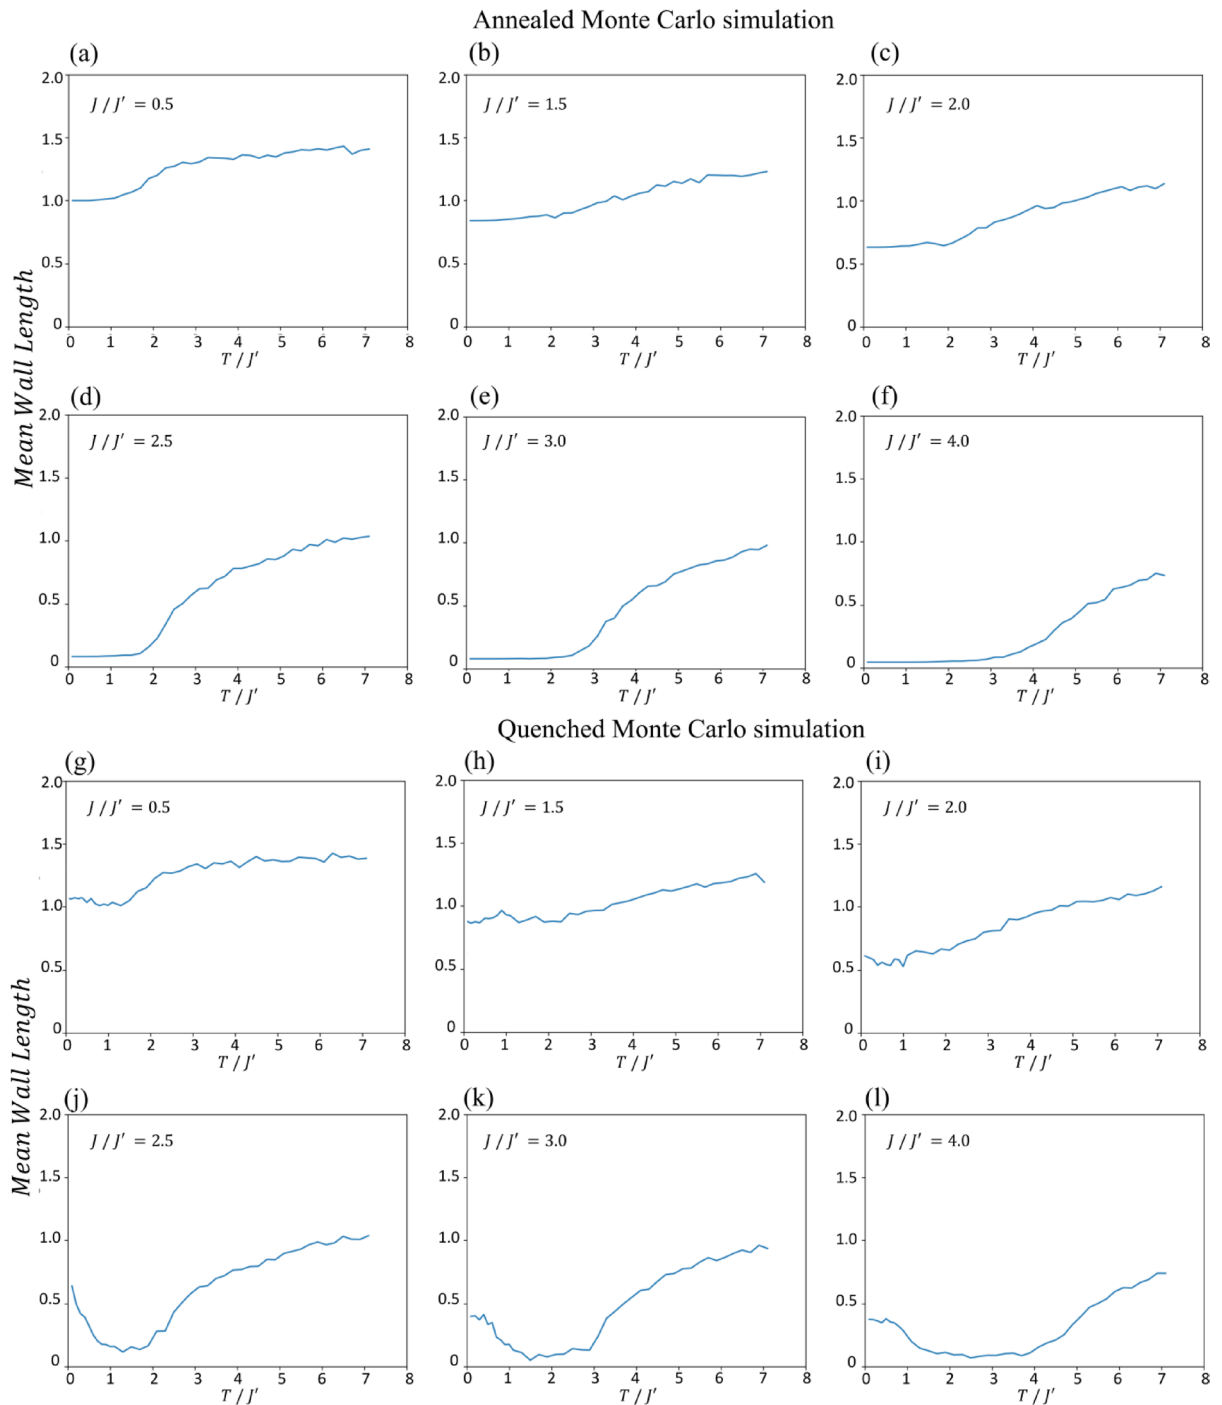 Annealed Monte Carlo simulation
(a) (b) (c)
2.0 2.0 2.0
J / J′ = 0.5 J / J′ = 1.5 J / J′ = 2.0
1.5 1.5 1.5
1.0 1.0 1.0
0.5 0.5 0.5
0 0 0
0 1 2 3 4 5 6 7 8 0 1 2 3 4 5 6 7 8 0 1 2 3 4 5 6 7 8
T / J′ T / J′ T / J′
Mean Wall Length
(d) (e) (f)
2.0 2.0 2.0
J / J′ = 2.5 J / J′ = 3.0 J / J′ = 4.0
1.5 1.5 1.5
1.0 1.0 1.0
0.5 0.5 0.5
0 0 0
0 1 2 3 4 5 6 7 8 0 1 2 3 4 5 6 7 8 0 1 2 3 4 5 6 7 8
T / J′ T / J′ T / J′
Quenched Monte Carlo simulation
(g) (h) (i)
2.0 2.0 2.0
J / J′ = 0.5 J / J′ = 1.5 J / J′ = 2.0
1.5 1.5 1.5
1.0 1.0 1.0
0.5 0.5 0.5
0 0 0
0 1 2 3 4 5 6 7 8 0 1 2 3 4 5 6 7 8 0 1 2 3 4 5 6 7 8
T / J′ T / J′ T / J′
Mean Wall Length
(j) (k) (l)
2.0 2.0 2.0
J / J′ = 2.5 J / J′ = 3.0 J / J′ = 4.0
1.5 1.5 1.5
1.0 1.0 1.0
0.5 0.5 0.5
0 0 0
0 1 2 3 4 5 6 7 8 0 1 2 3 4 5 6 7 8 0 1 2 3 4 5 6 7 8
T / J′ T / J′ T / J′